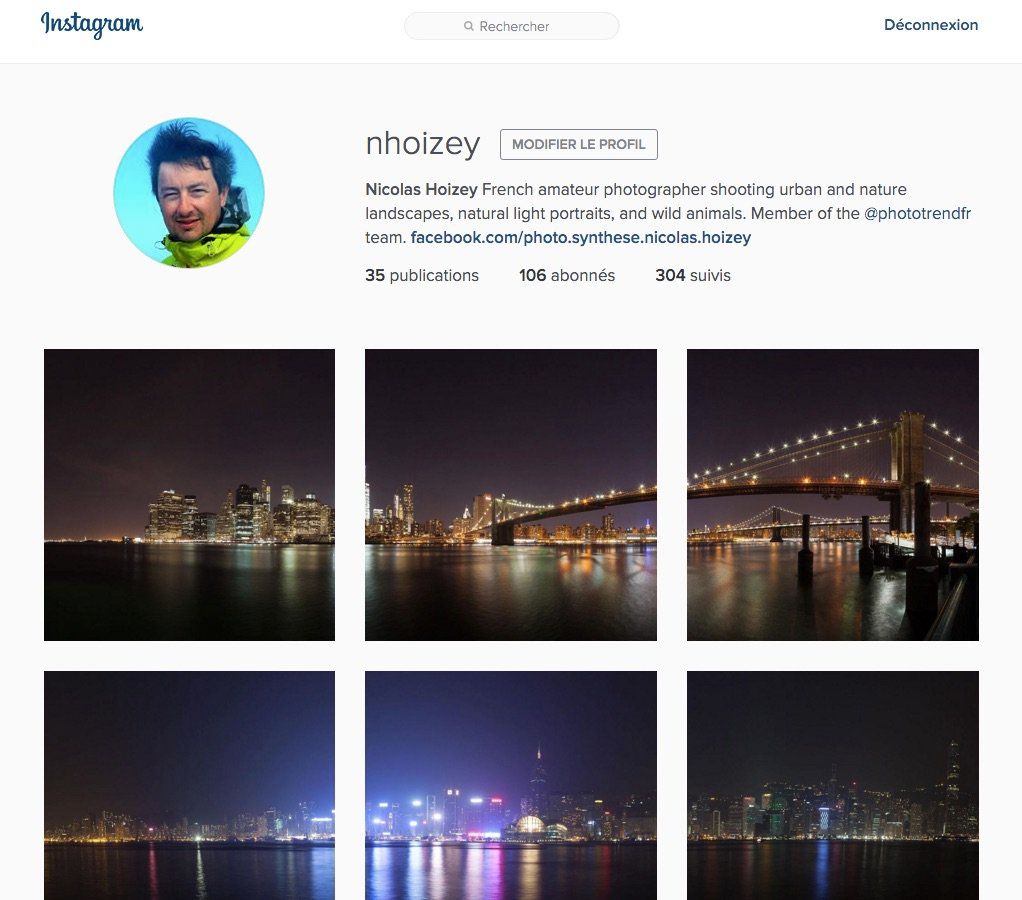 Instagram
Rechercher
Déconnexion
nhoizey
MODIFIER LE PROFIL
Nicolas Hoizey French amateur photographer shooting urban and nature
landscapes, natural light portraits, and wild animals. Member of the @phototrendfr
team. facebook.com/photo.synthese.nicolas.hoizey
35 publications
106 abonnés
304 suivis